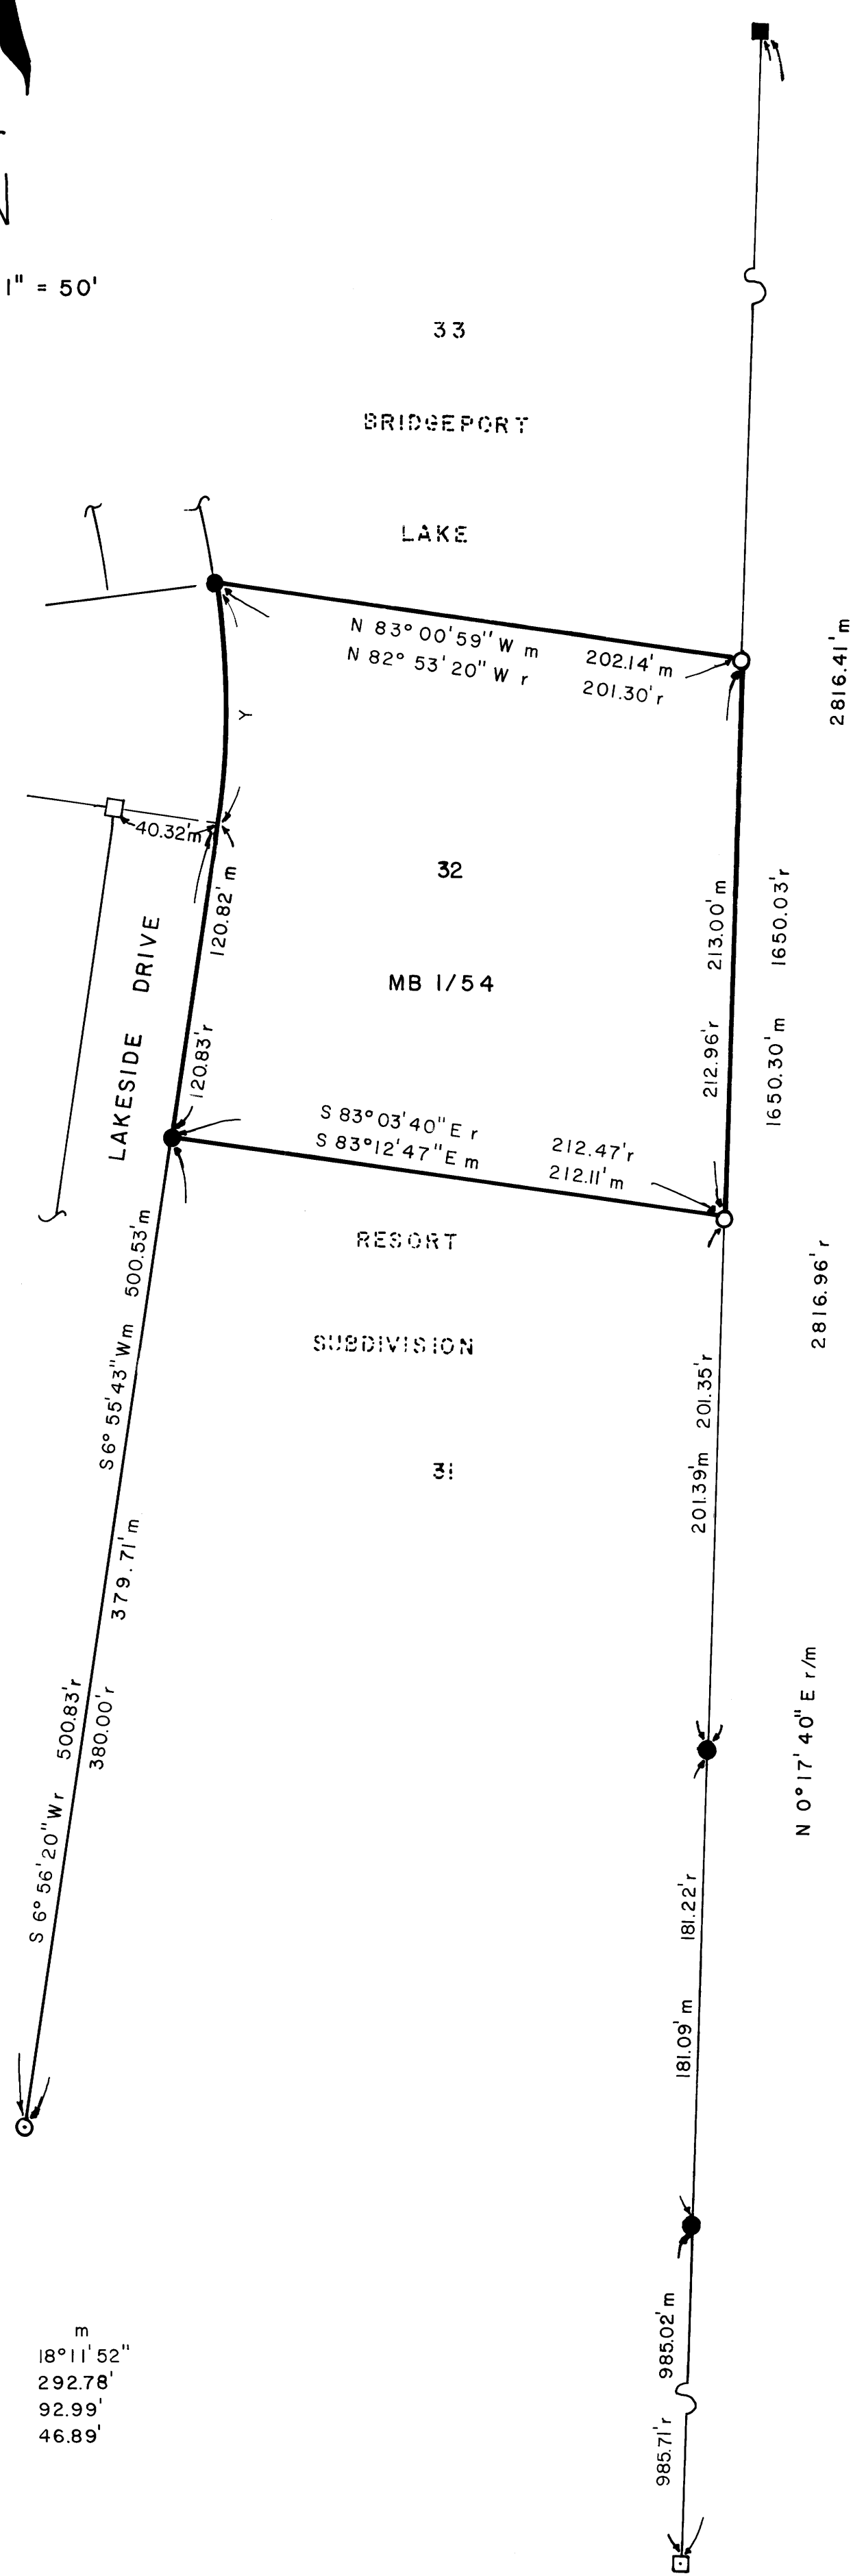 1" = 50'
33
BRIDGEPORT
LAKE
N 83° 00'59" W m 202.14' m
N 82° 53'20" W r 201.30' r
2816.41' m
Y
40.32'm
32
120.82' m
213.00' m
1650.03' r
MB 1/54
LAKESIDE DRIVE
120.83' r
212.96' r
1650.30' m
S 83° 03'40" E r 212.47' r
S 83° 12'47" E m 212.11' m
RESORT
2816.96' r
SUBDIVISION
S 6° 55'43" W m 500.53' m
201.39' m 201.35' r
31
379.71' m
N 0° 17' 40" E r/m
S 6° 56'20" W r 500.83' r
380.00' r
181.22' r
181.09' m
m
18° 11' 52"
292.78'
92.99'
46.89'
985.02' m
985.71' r